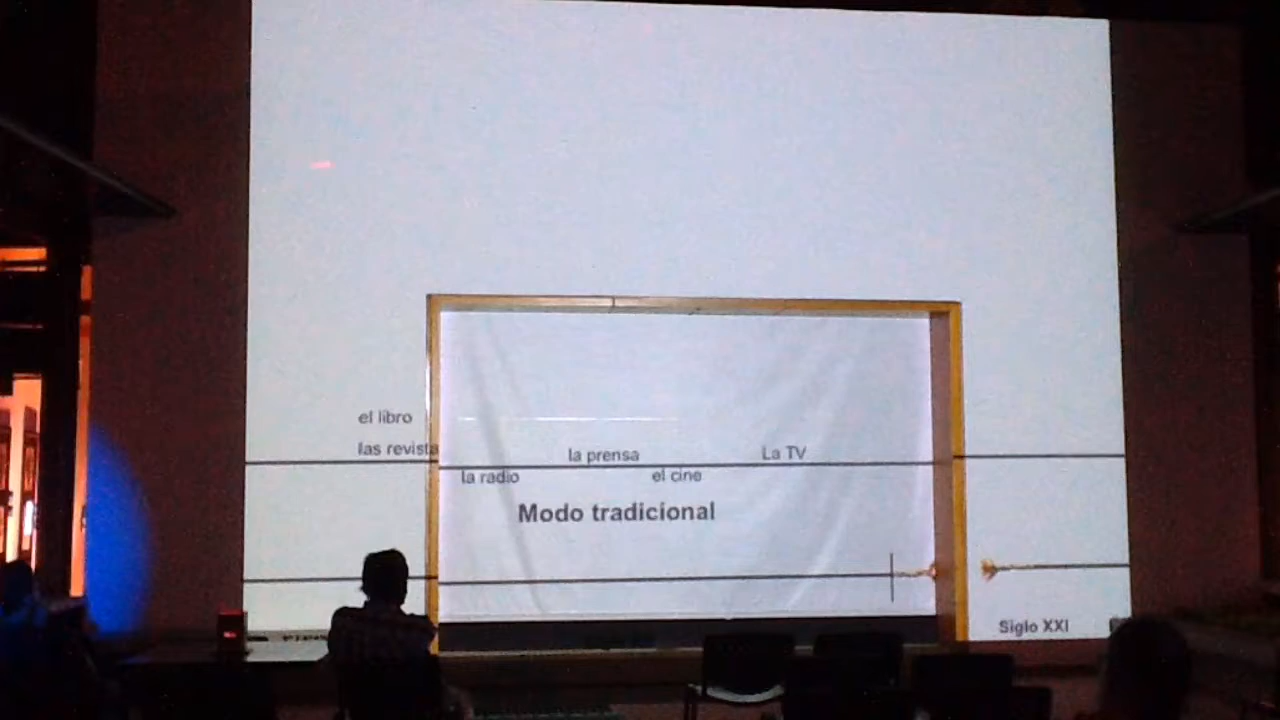 el libro
las revista
la prensa
La TV
la radio
el cine
Modo tradicional
Siglo XXI